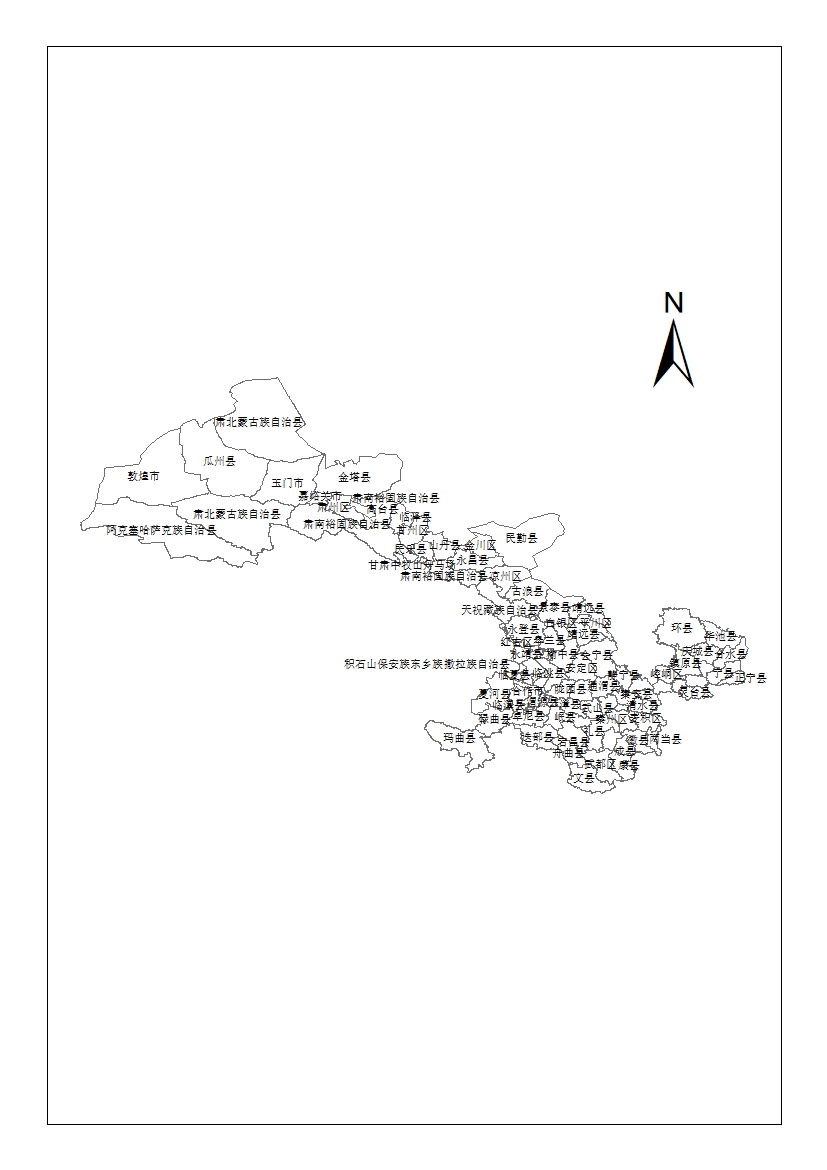 N
肃北蒙古族自治县
瓜州县
敦煌市
玉门市
金塔县
嘉峪关市
肃南裕固族自治县
肃州区
高台县
肃北蒙古族自治县
临泽县
肃南裕固族自治县
阿克塞哈萨克族自治县
甘州区
民勤县
民乐县
山丹县
金川区
永昌县
甘肃中牧山丹马场
肃南裕固族自治县
凉州区
古浪县
天祝藏族自治县
景泰县
靖远县
白银区
平川区
永登县
靖远县
环县
华池县
红古区
皋兰县
永靖县
榆中县
会宁县
庆城县
合水县
镇原县
积石山保安族东乡族撒拉族自治县
安定区
临夏县
临洮县
静宁县
崆峒区
宁县
正宁县
夏河县
合作市
陇西县
通渭县
秦安县
灵台县
临潭县
武山县
清水县
碌曲县
卓尼县
岷县
秦州区
麦积区
礼县
玛曲县
迭部县
宕昌县
徽县
两当县
舟曲县
成县
武都区
康县
文县